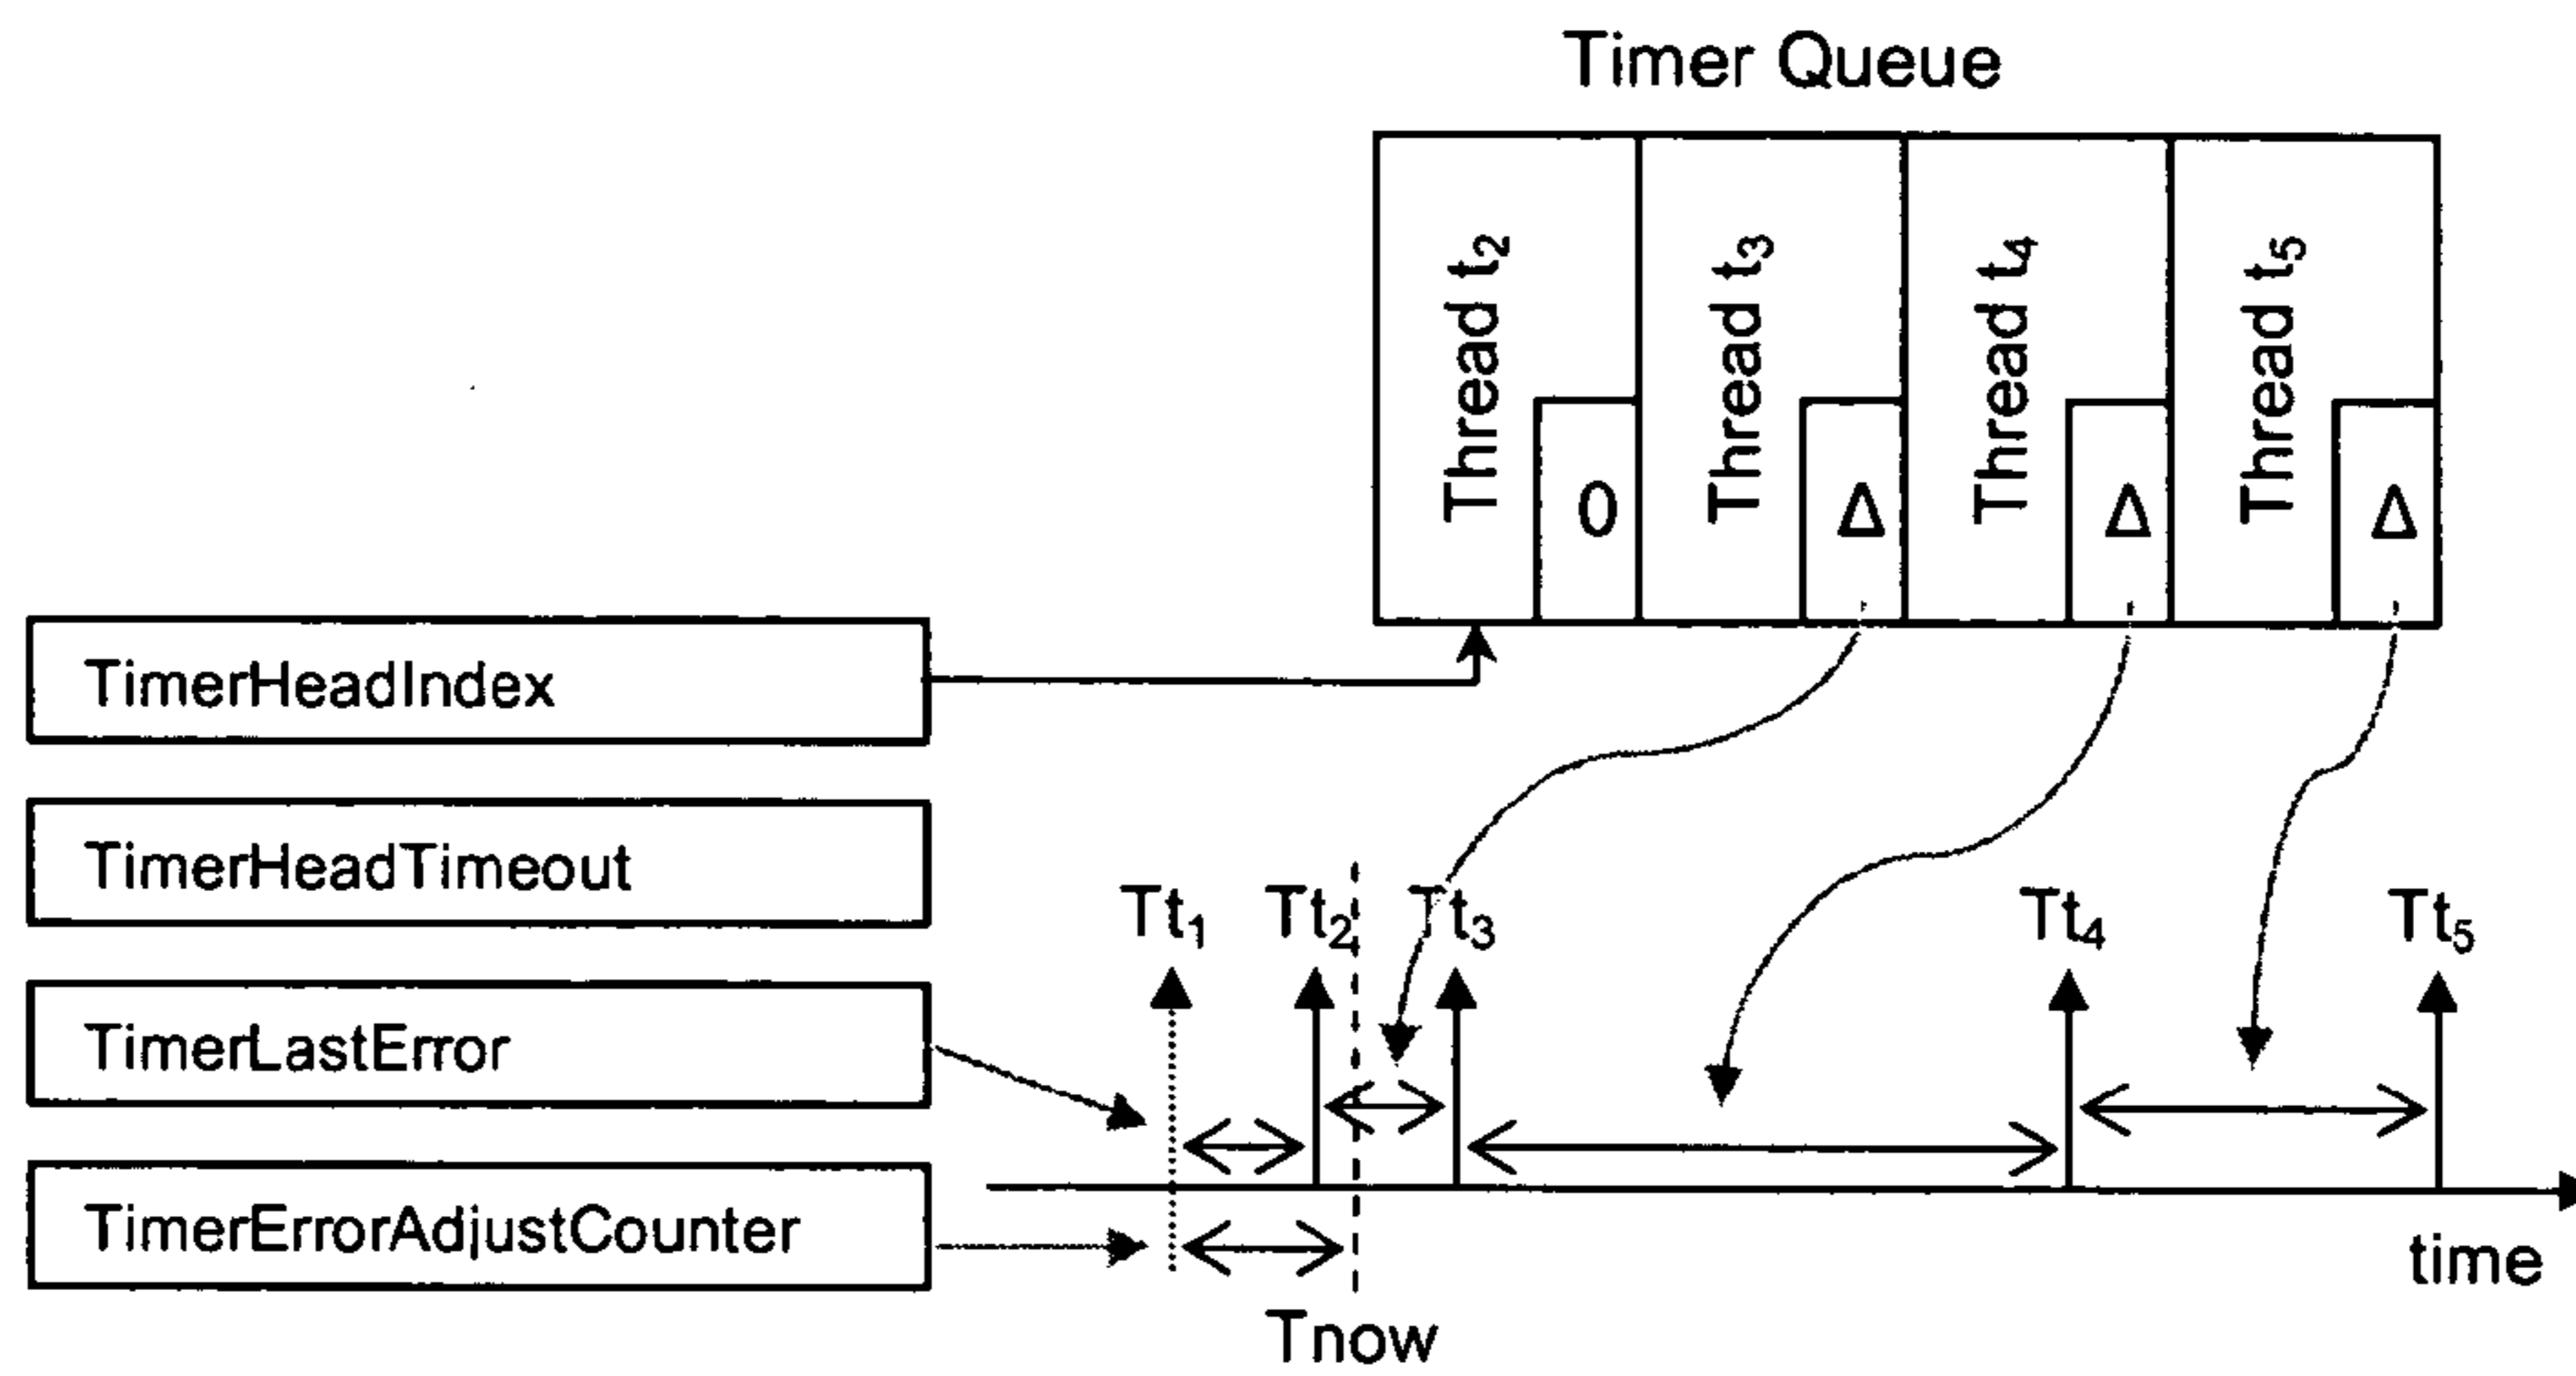 Timer Queue
Thread t₂
0
Thread t₃
Δ
Thread t₄
Δ
Thread t₅
Δ
TimerHeadIndex
TimerHeadTimeout
TimerLastError
TimerErrorAdjustCounter
Tt₁
Tt₂
Tt₃
Tt₄
Tt₅
time
Tnow